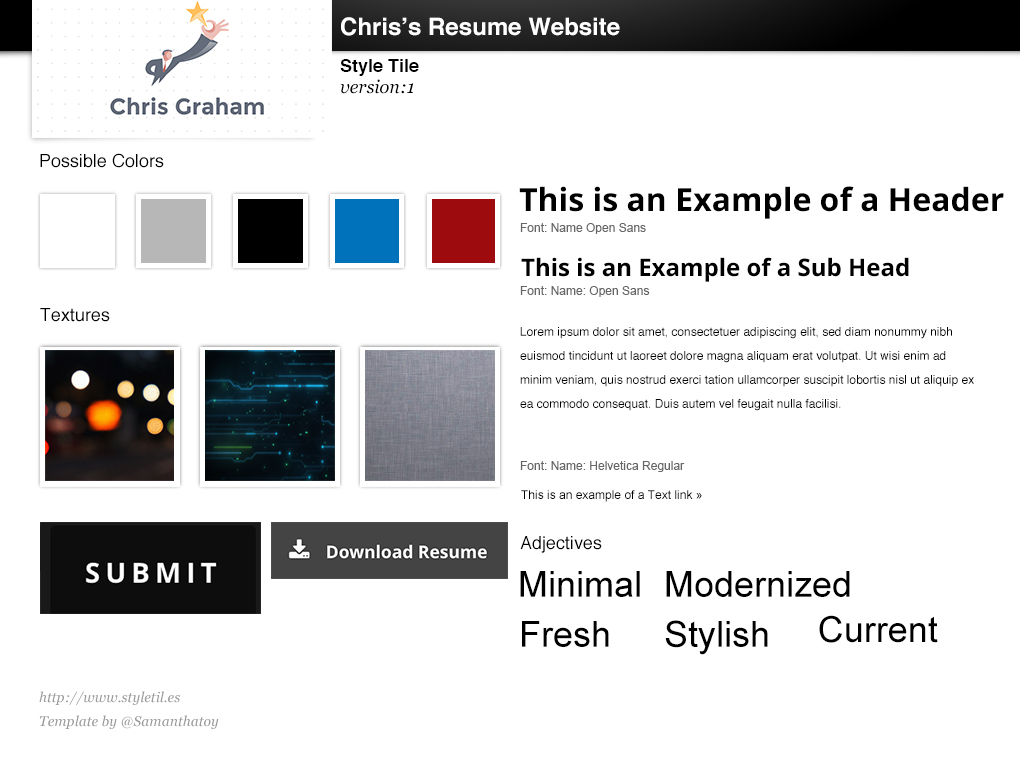 Chris's Resume Website
Chris Graham
Style Tile
version:1
Possible Colors
This is an Example of a Header
Font: Name Open Sans
This is an Example of a Sub Head
Font: Name: Open Sans
Textures
Lorem ipsum dolor sit amet, consectetuer adipiscing elit, sed diam nonummy nibh
euismod tincidunt ut laoreet dolore magna aliquam erat volutpat. Ut wisi enim ad
minim veniam, quis nostrud exerci tation ullamcorper suscipit lobortis nisl ut aliquip ex
ea commodo consequat. Duis autem vel feugait nulla facilisi.
Font: Name: Helvetica Regular
This is an example of a Text link »
SUBMIT
Download Resume
Adjectives
Minimal Modernized
Fresh Stylish Current
http://www.styletil.es
Template by @Samanthatoy